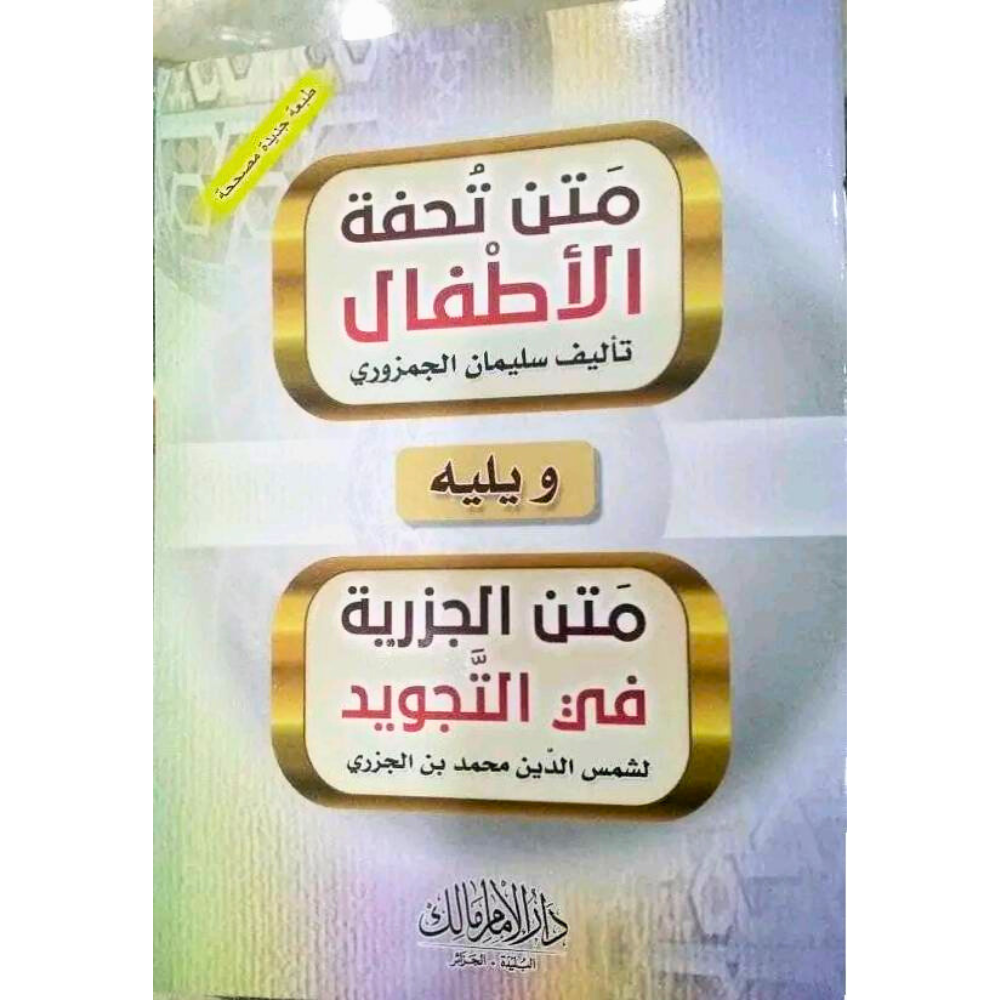 طبعة جديدة مصححة
مَتن تُحفة
الأطْفال
تأليف سليمان الجمزوري
ويليه
مَتن الجزرية
في التَّجويد
لشمس الدّين محمد بن الجزري
دار الإمام مالك
البليدة - الجزائر